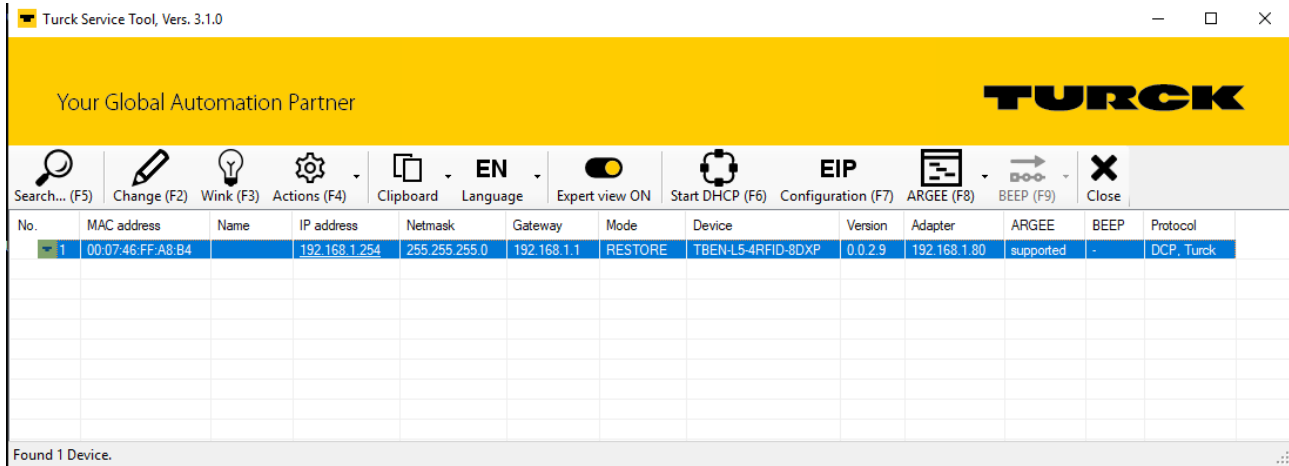 Turck Service Tool, Vers. 3.1.0
Your Global Automation Partner
TURCK
EN EIP
Search... (F5) Change (F2) Wink (F3) Actions (F4) Clipboard Language Expert view ON Start DHCP (F6) Configuration (F7) ARGEE (F8) BEEP (F9) Close
No. MAC address Name IP address Netmask Gateway Mode Device Version Adapter ARGEE BEEP Protocol
1 00:07:46:FF:A8:B4 192.168.1.254 255.255.255.0 192.168.1.1 RESTORE TBEN-L5-4RFID-8DXP 0.0.2.9 192.168.1.80 supported - DCP, Turck
Found 1 Device.